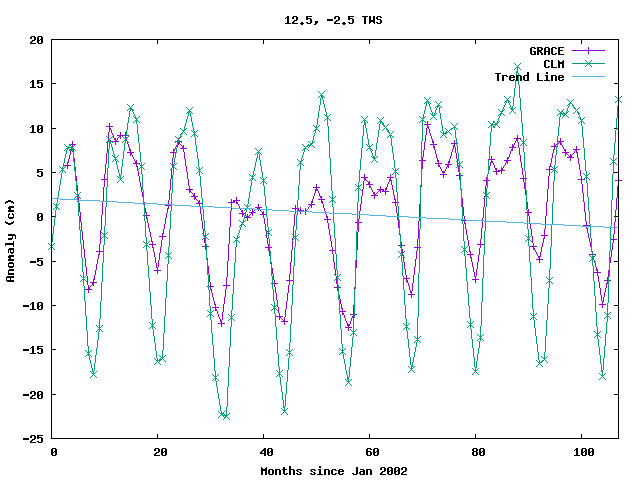 12.5, -2.5 TWS
GRACE
CLM
Trend Line
20
15
10
5
0
-5
-10
-15
-20
-25
Anomaly (cm)
0 20 40 60 80 100
Months since Jan 2002